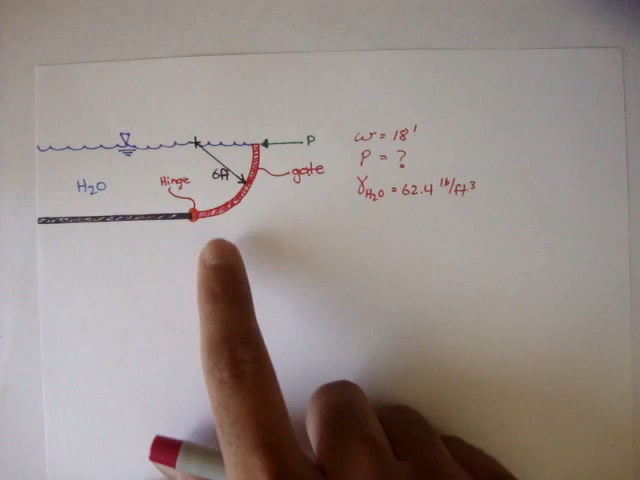 P
w = 18'
6ft
gate
P = ?
H₂O
Hinge
γH₂O = 62.4 lb/ft³